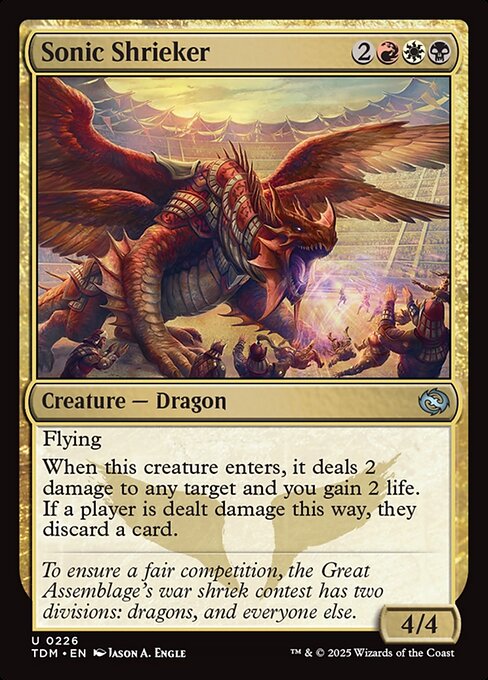 Sonic Shrieker 2
Creature — Dragon
Flying
When this creature enters, it deals 2
damage to any target and you gain 2 life.
If a player is dealt damage this way, they
discard a card.
To ensure a fair competition, the Great
Assemblage's war shriek contest has two
divisions: dragons, and everyone else.
4/4
U 0226
TDM • EN Jason A. Engle ™ & © 2025 Wizards of the Coast